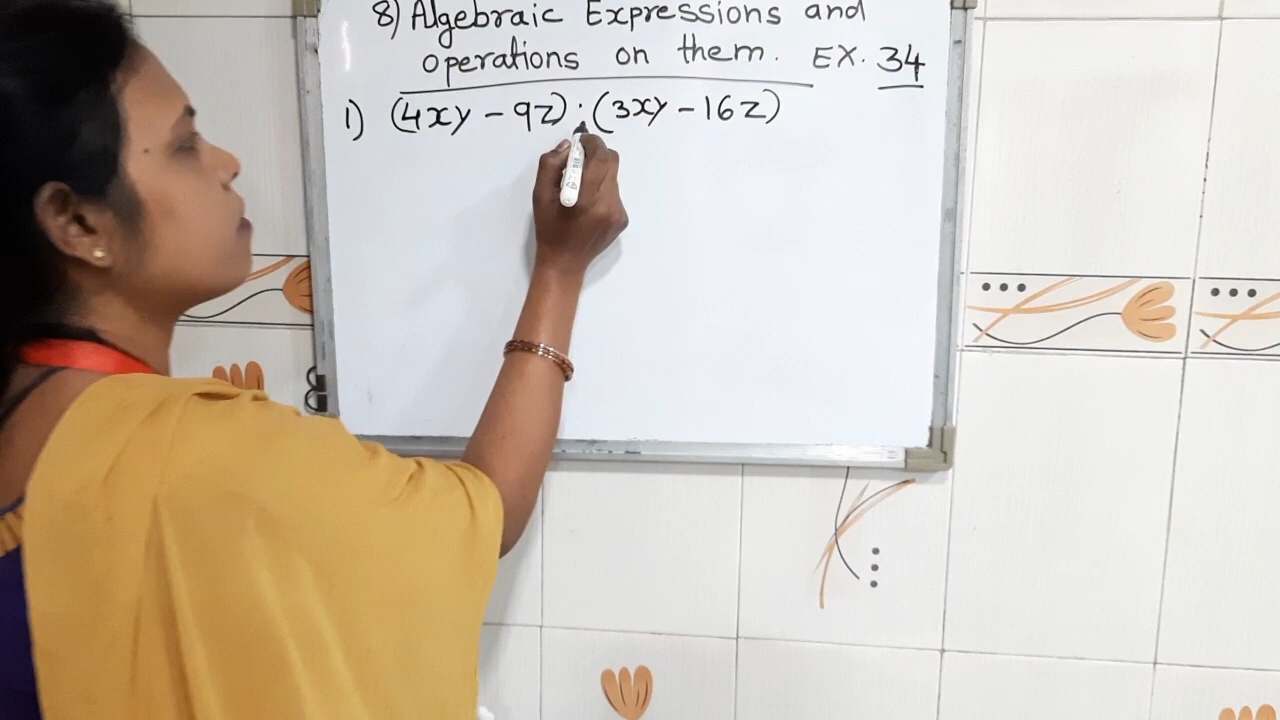 8) Algebraic Expressions and
operations on them. EX. 34
1) (4xy - 9z) · (3xy - 16z)